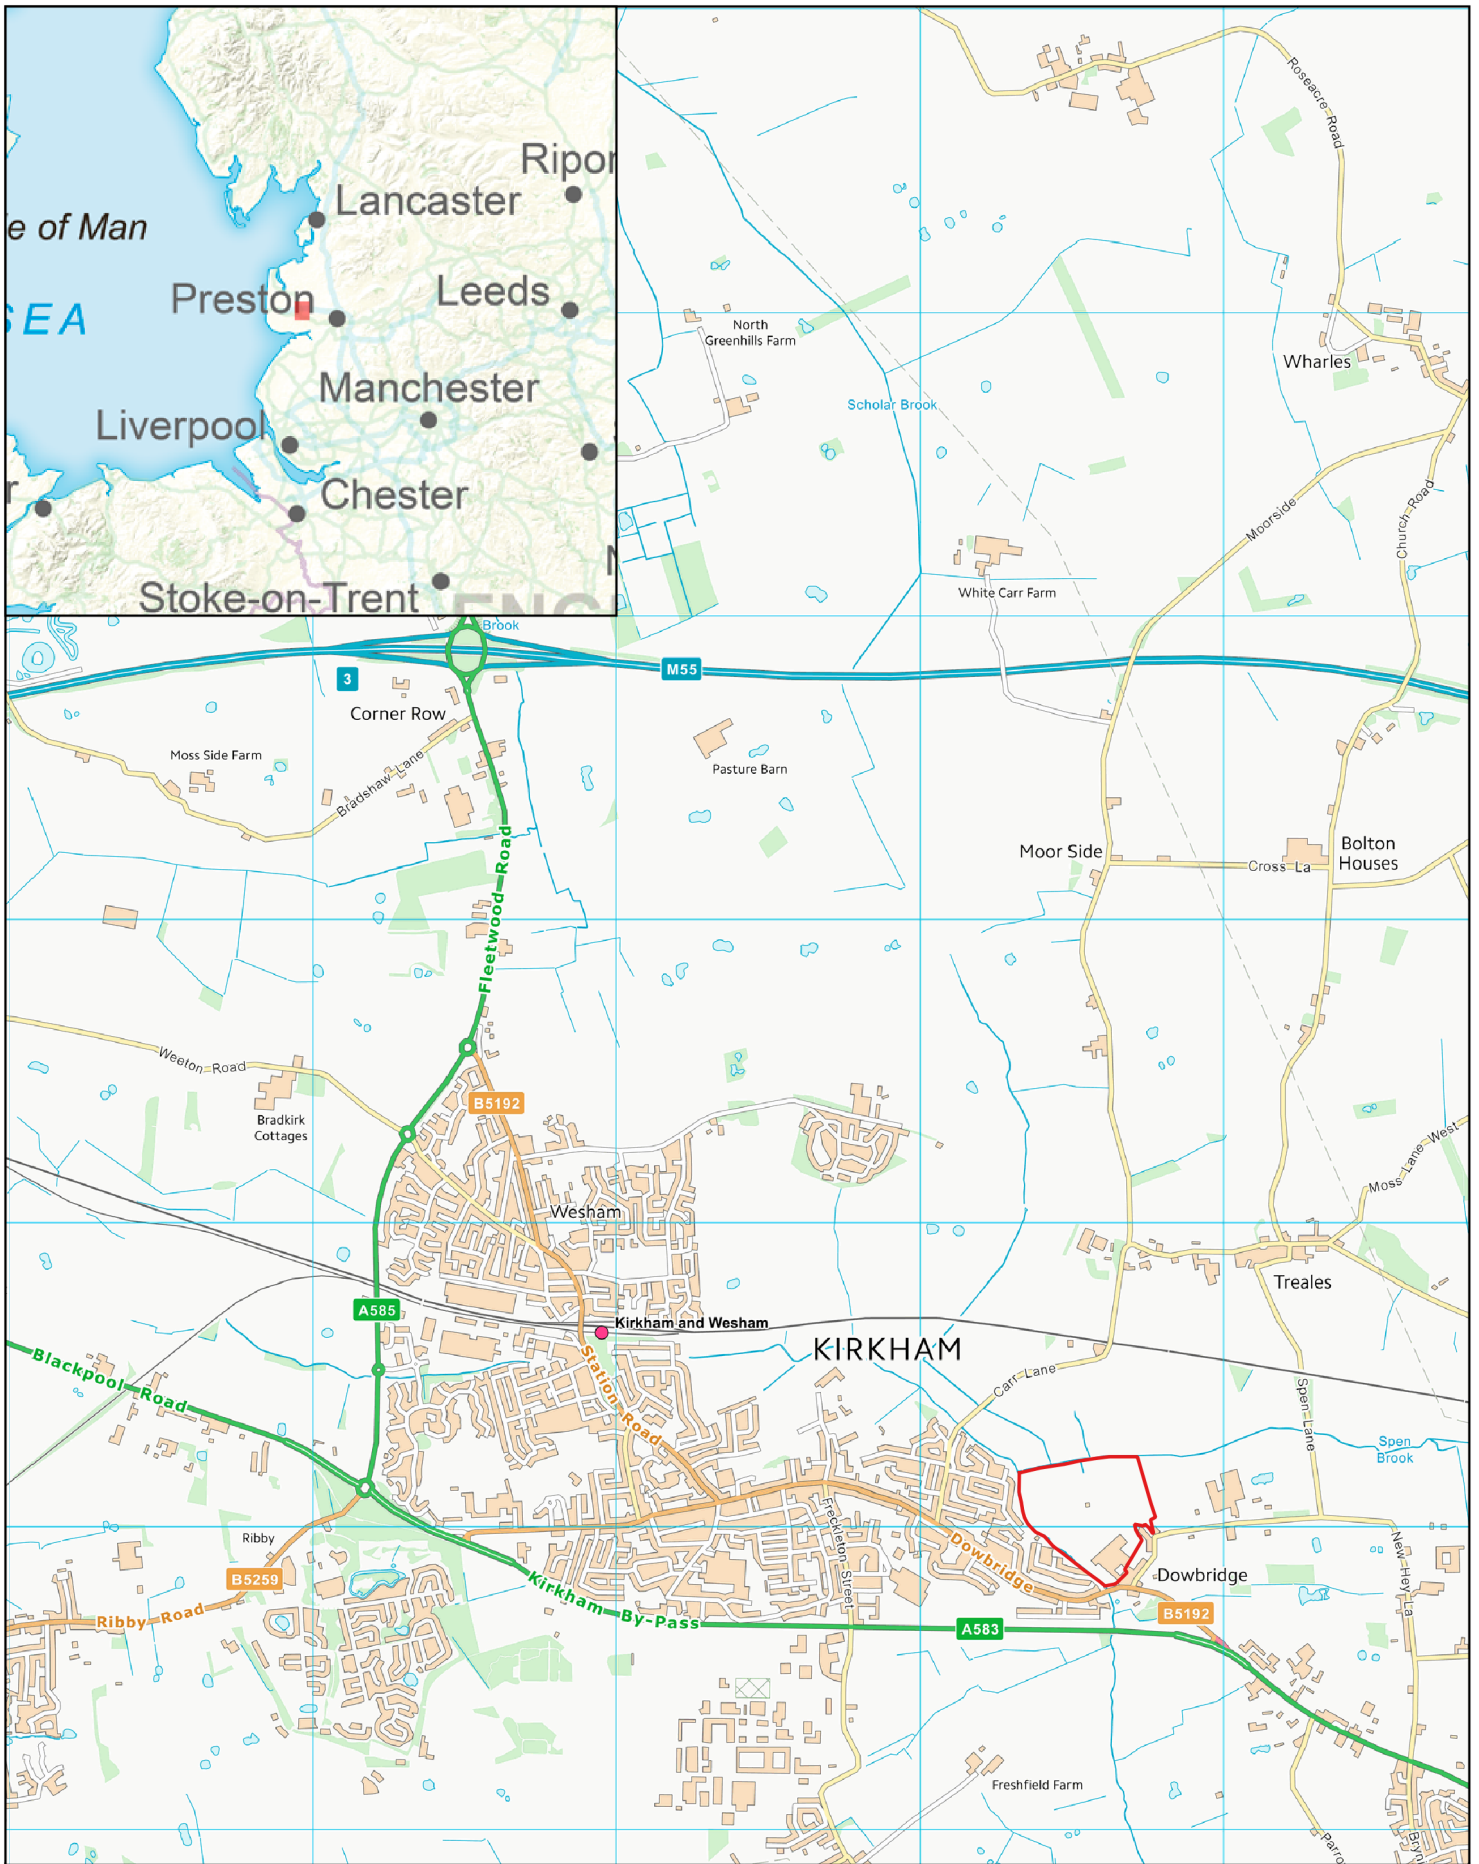 Ripon
Lancaster
e of Man
Preston
Leeds
SEA
Manchester
Liverpool
Chester
Stoke-on-Trent
ENG
Roseacre Road
North
Greenhills Farm
Wharles
Scholar Brook
Moorside
Church Road
White Carr Farm
Brook
3
M55
Corner Row
Moss Side Farm
Bradshaw Lane
Pasture Barn
Fleetwood Road
Moor Side
Cross La
Bolton
Houses
Weeton Road
B5192
Bradkirk
Cottages
Moss Lane West
Wesham
Treales
A585
Kirkham and Wesham
KIRKHAM
Blackpool Road
Station Road
Carr Lane
Spen Lane
Spen
Brook
Ribby
Freckleton Street
Dowbridge
New Hey La
B5259
Kirkham By-Pass
Dowbridge
Ribby Road
B5192
A583
Freshfield Farm
Parro
Bryn